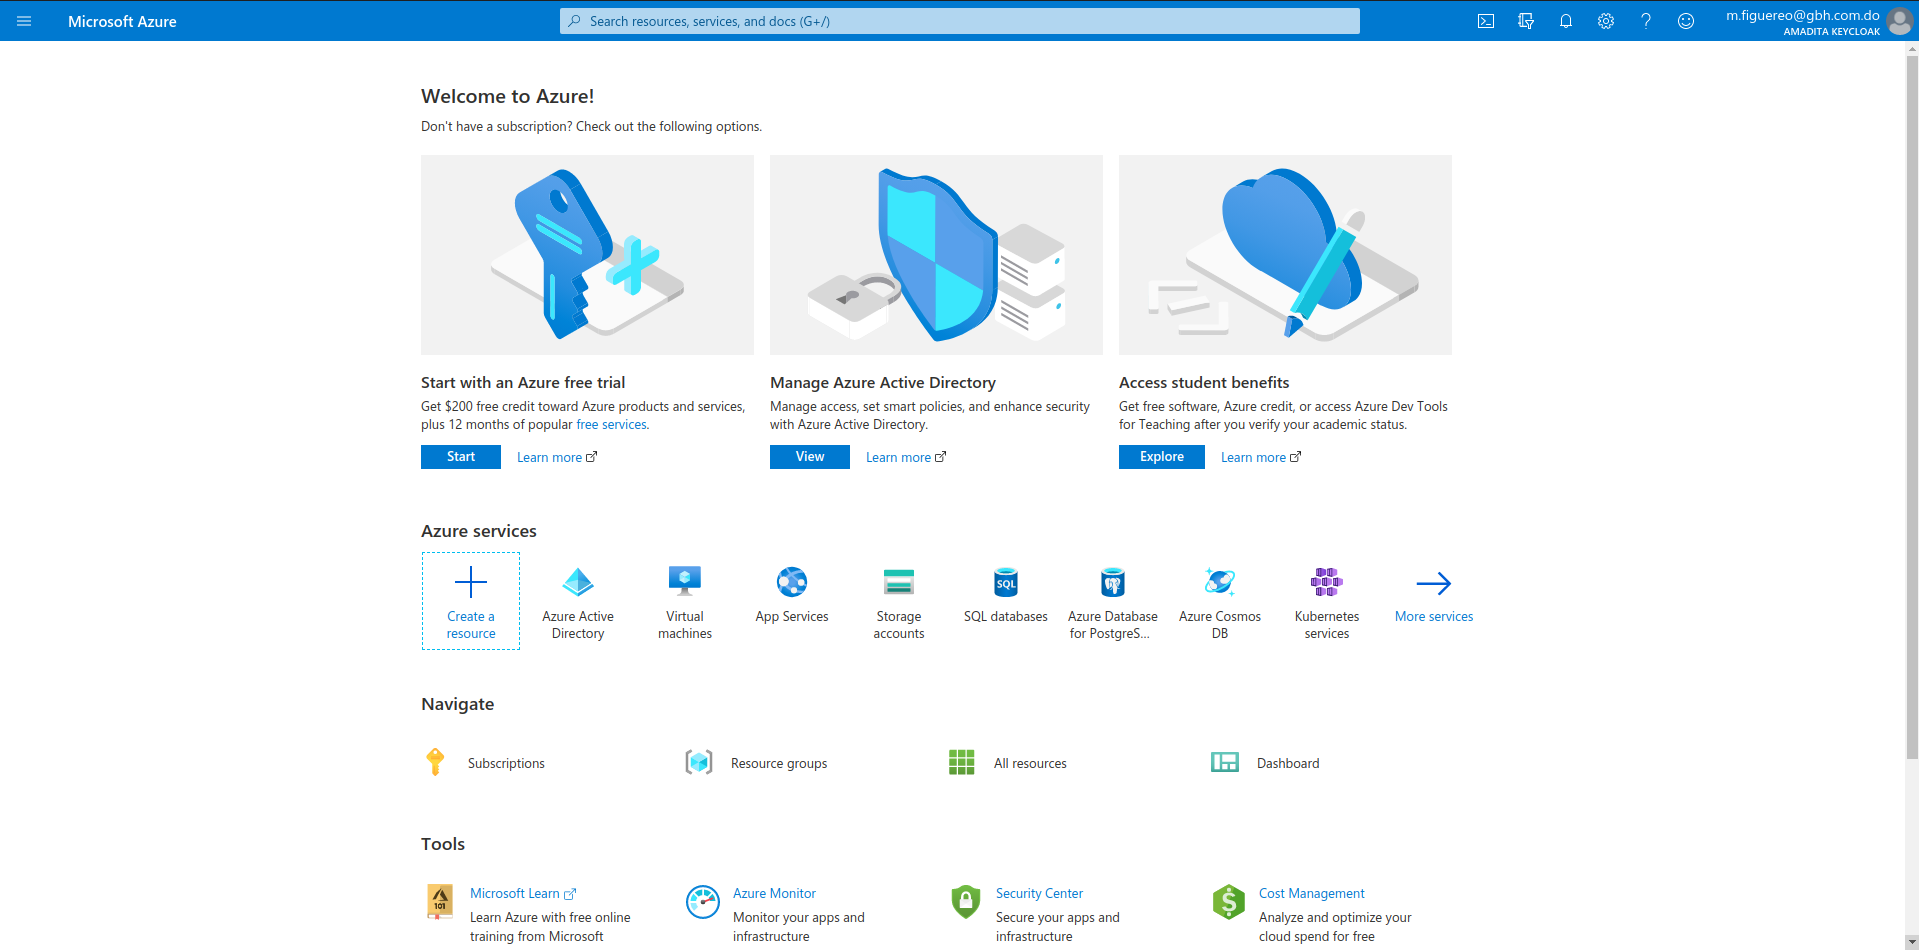 Microsoft Azure
Search resources, services, and docs (G+/)
m.figuereo@gbh.com.do
AMADITA KEYCLOAK
Welcome to Azure!
Don't have a subscription? Check out the following options.
Start with an Azure free trial
Get $200 free credit toward Azure products and services,
plus 12 months of popular free services.
Start
Learn more
Manage Azure Active Directory
Manage access, set smart policies, and enhance security
with Azure Active Directory.
View
Learn more
Access student benefits
Get free software, Azure credit, or access Azure Dev Tools
for Teaching after you verify your academic status.
Explore
Learn more
Azure services
Create a
resource
Azure Active
Directory
Virtual
machines
App Services
Storage
accounts
SQL
SQL databases
Azure Database
for PostgreS...
Azure Cosmos
DB
Kubernetes
services
More services
Navigate
Subscriptions
Resource groups
All resources
Dashboard
Tools
101
Microsoft Learn
Learn Azure with free online
training from Microsoft
Azure Monitor
Monitor your apps and
infrastructure
Security Center
Secure your apps and
infrastructure
$
Cost Management
Analyze and optimize your
cloud spend for free